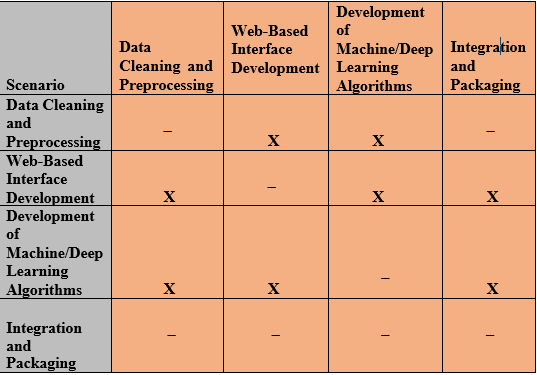 Scenario
Data
Cleaning and
Preprocessing
Web-Based
Interface
Development
Development
of
Machine/Deep
Learning
Algorithms
Integration
and
Packaging
Data Cleaning
and
Preprocessing
–
X
X
–
Web-Based
Interface
Development
X
–
X
X
Development
of
Machine/Deep
Learning
Algorithms
X
X
–
X
Integration
and
Packaging
–
–
–
–